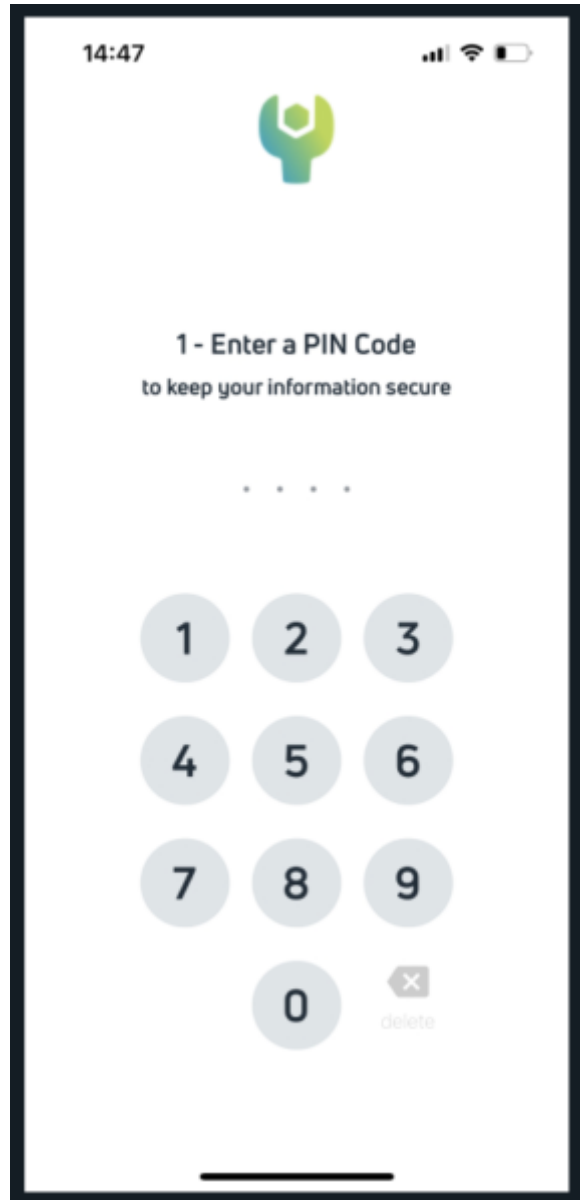 14:47
1 - Enter a PIN Code
to keep your information secure
1 2 3
4 5 6
7 8 9
0
delete